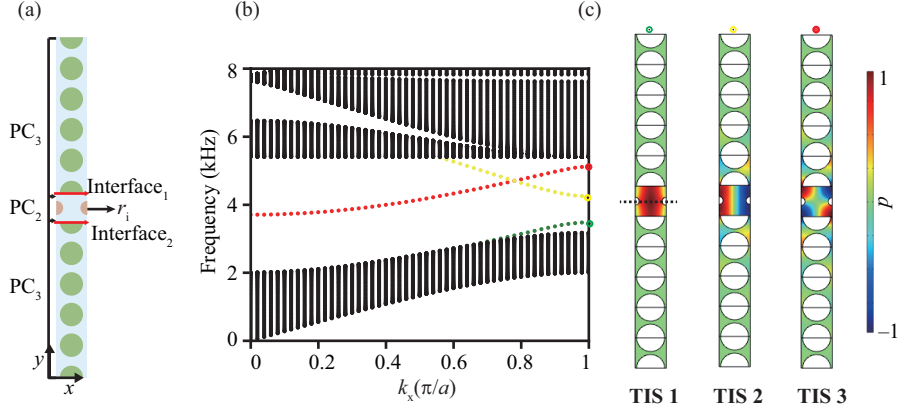 (a)
PC₃
PC₂
PC₃
Interface₁
rᵢ
Interface₂
y
x
(b)
Frequency (kHz)
8
6
4
2
0
0
0.2
0.4
0.6
0.8
1
kₓ(π/a)
(c)
TIS 1
TIS 2
TIS 3
1
p
−1